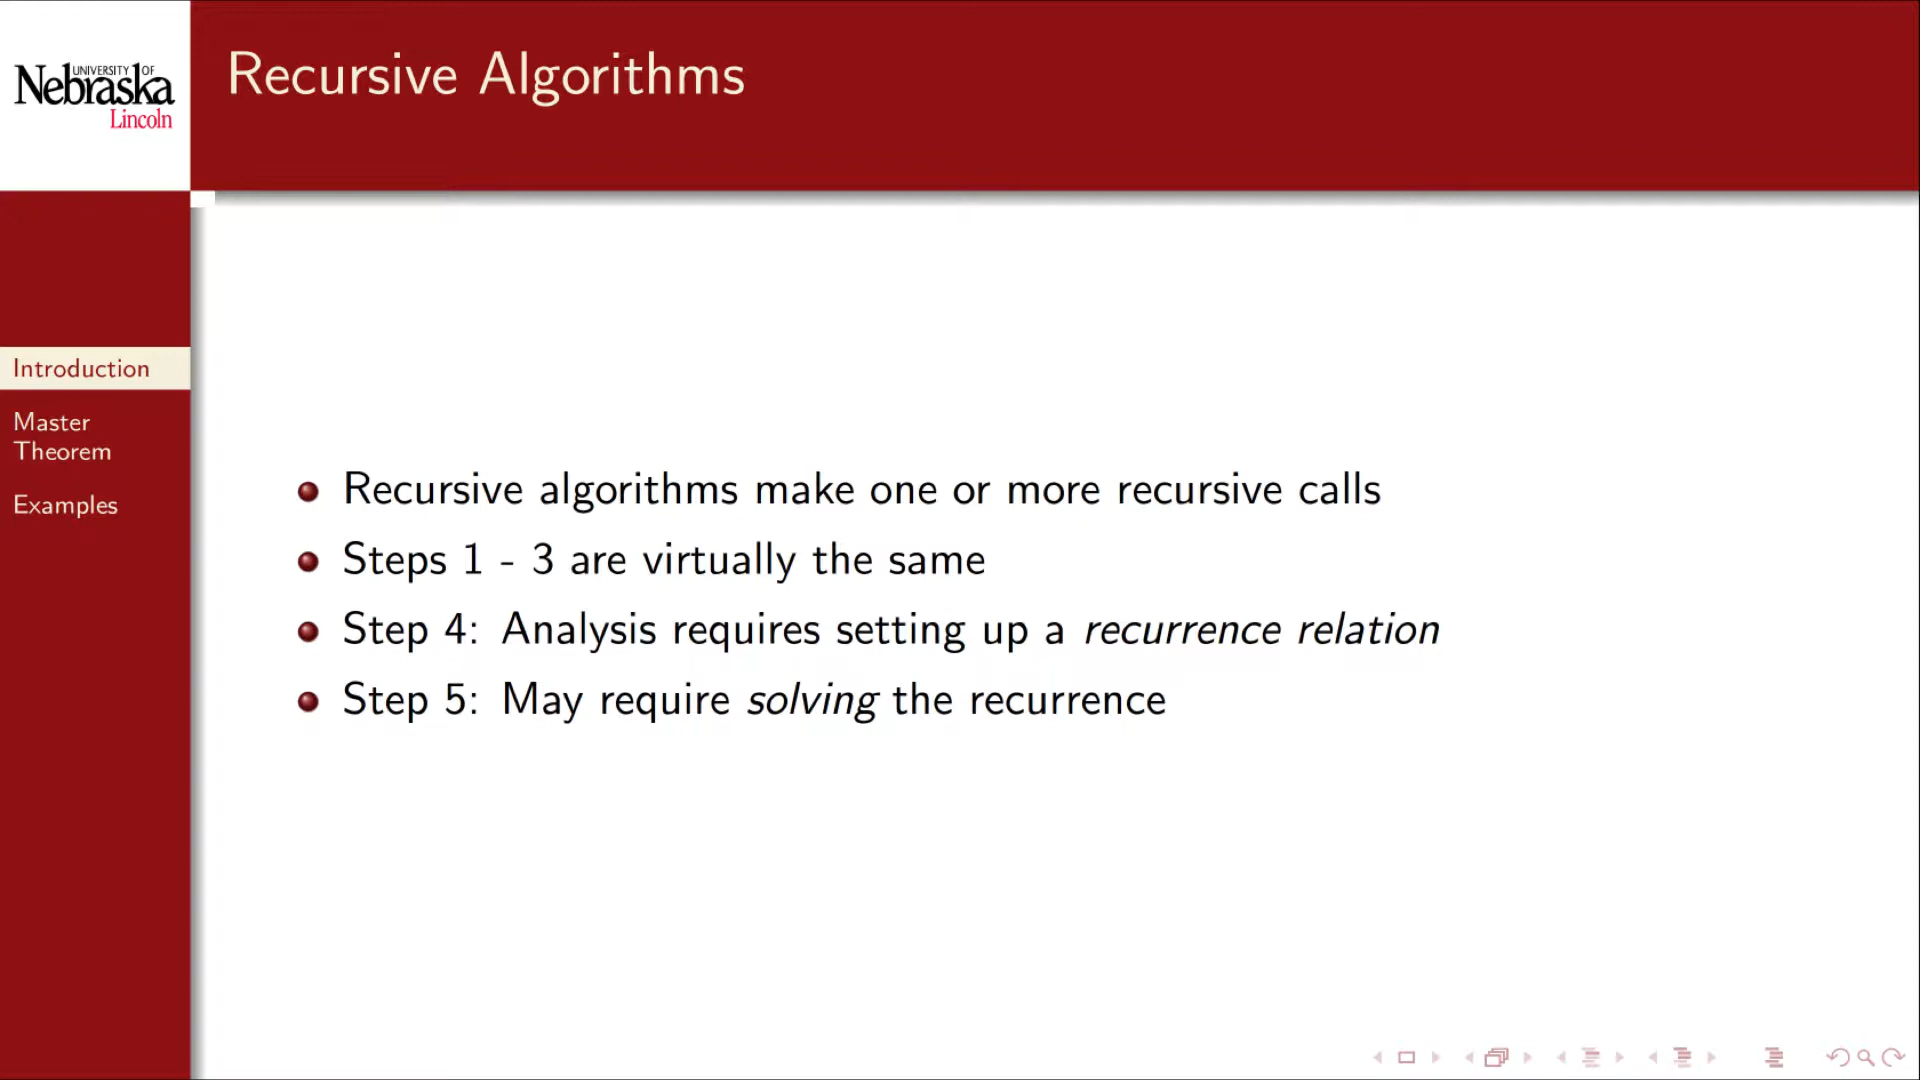 UNIVERSITY OF
Nebraska
Lincoln
Recursive Algorithms
Introduction
Master
Theorem
Examples
Recursive algorithms make one or more recursive calls
Steps 1 - 3 are virtually the same
Step 4: Analysis requires setting up a recurrence relation
Step 5: May require solving the recurrence